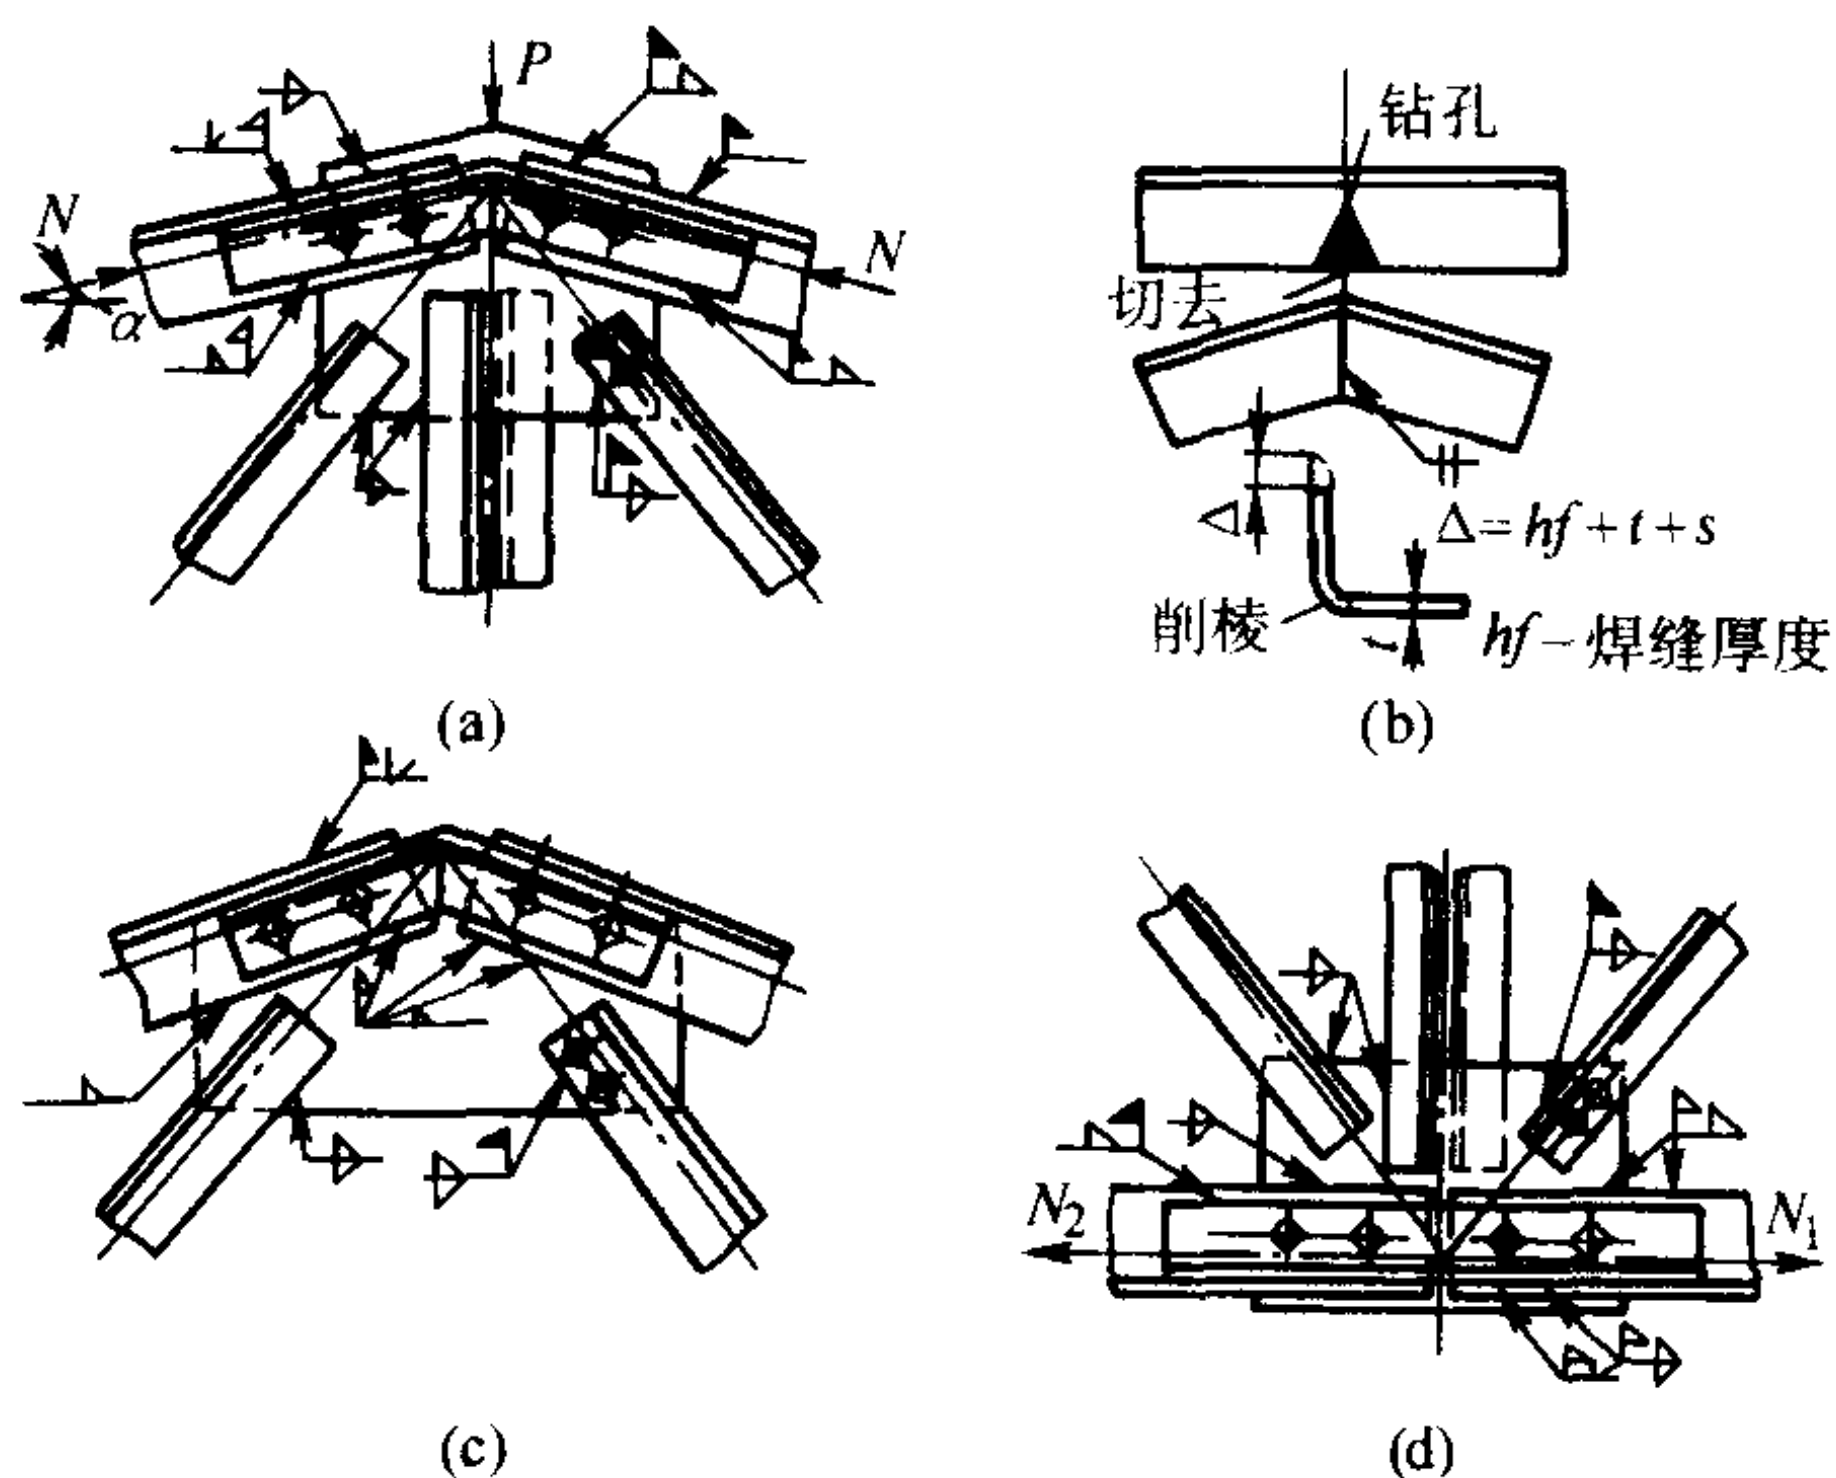 P
N
N
α
(a)
钻孔
切去
Δ
Δ=hf+t+s
削棱
t
hf-焊缝厚度
(b)
(c)
N₂
N₁
(d)